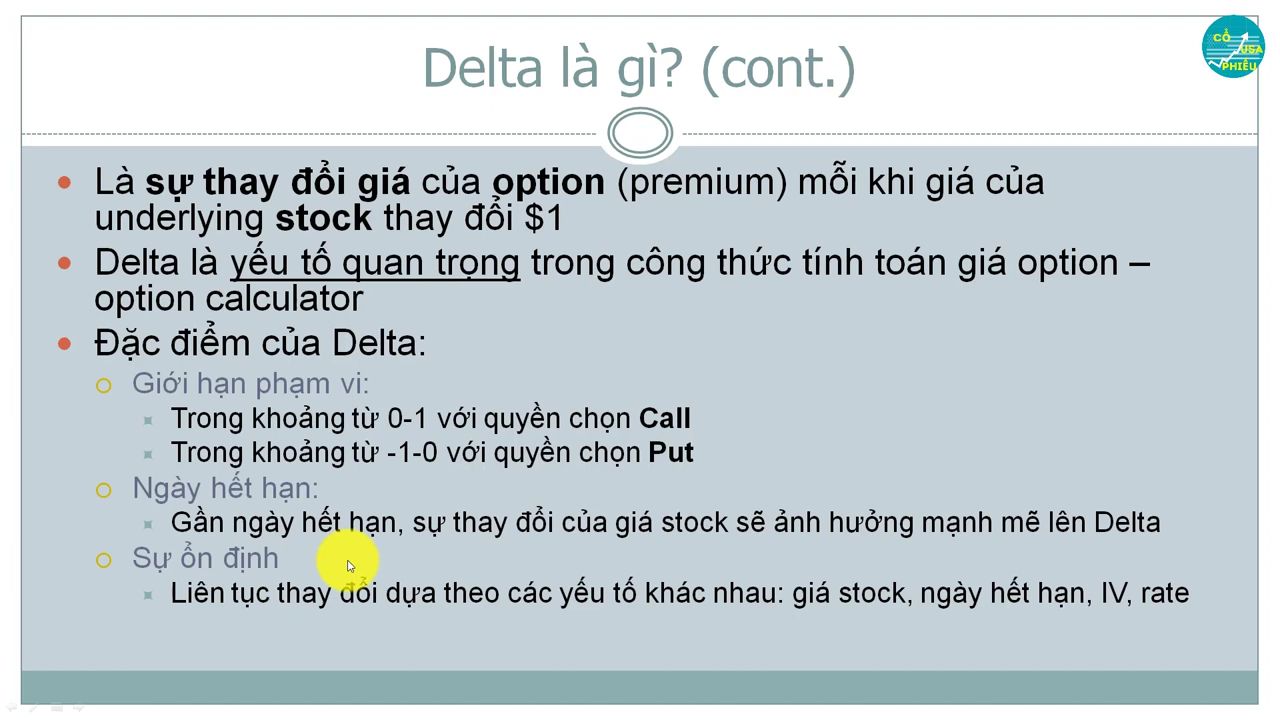 Delta là gì? (cont.)
CỔ
USA
PHIẾU
Là sự thay đổi giá của option (premium) mỗi khi giá của
underlying stock thay đổi $1
Delta là yếu tố quan trọng trong công thức tính toán giá option –
option calculator
Đặc điểm của Delta:
Giới hạn phạm vi:
Trong khoảng từ 0-1 với quyền chọn Call
Trong khoảng từ -1-0 với quyền chọn Put
Ngày hết hạn:
Gần ngày hết hạn, sự thay đổi của giá stock sẽ ảnh hưởng mạnh mẽ lên Delta
Sự ổn định
Liên tục thay đổi dựa theo các yếu tố khác nhau: giá stock, ngày hết hạn, IV, rate